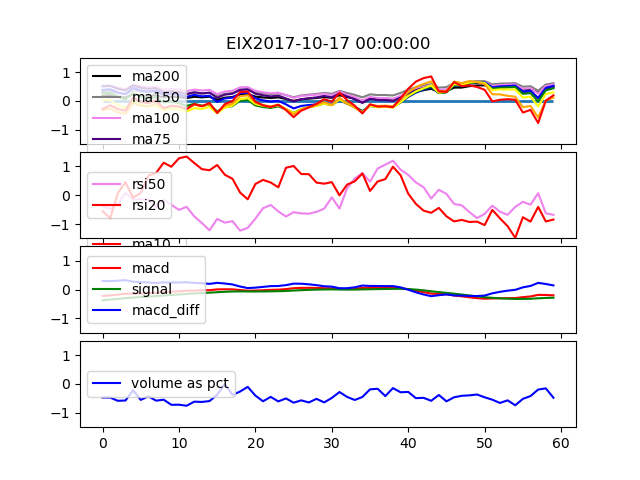 EIX2017-10-17 00:00:00
1
0
−1
ma200
ma150
ma100
ma75
1
0
−1
rsi50
rsi20
ma10
1
0
−1
macd
signal
macd_diff
1
0
−1
volume as pct
0 10 20 30 40 50 60